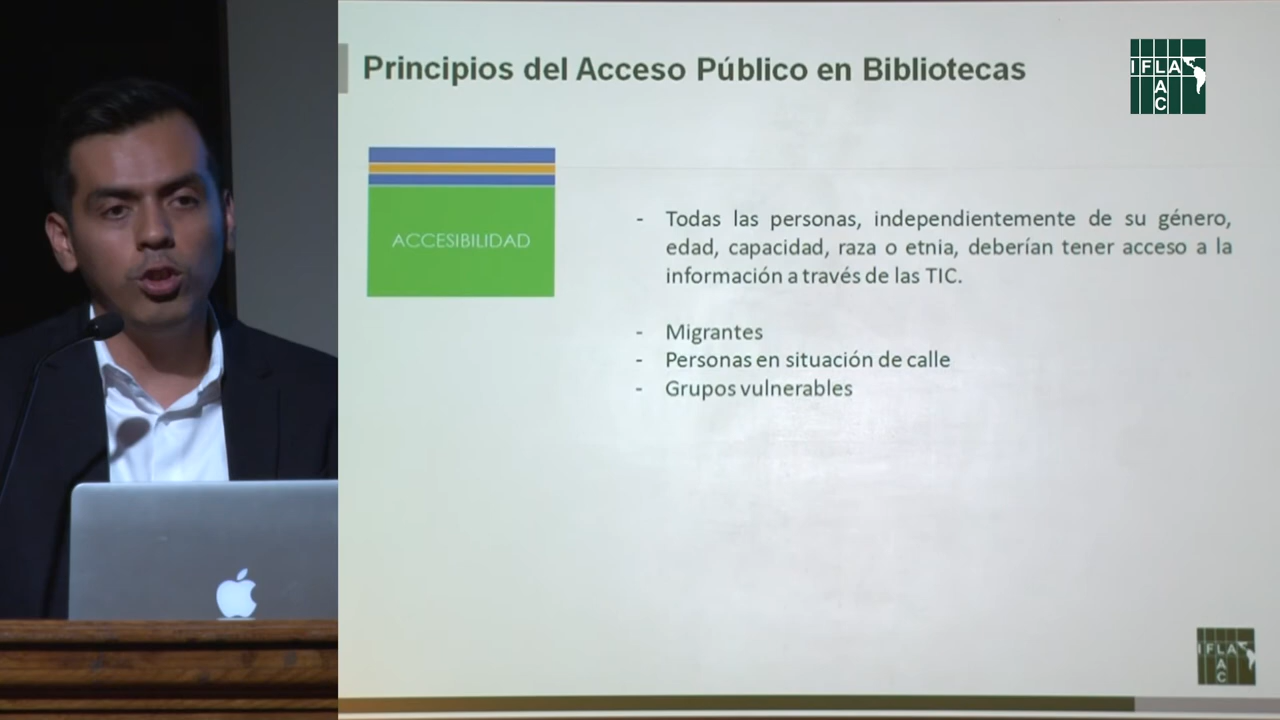 Principios del Acceso Público en Bibliotecas
IFLA
LAC
ACCESIBILIDAD
- Todas las personas, independientemente de su género,
edad, capacidad, raza o etnia, deberían tener acceso a la
información a través de las TIC.
- Migrantes
- Personas en situación de calle
- Grupos vulnerables
IFLA
LAC